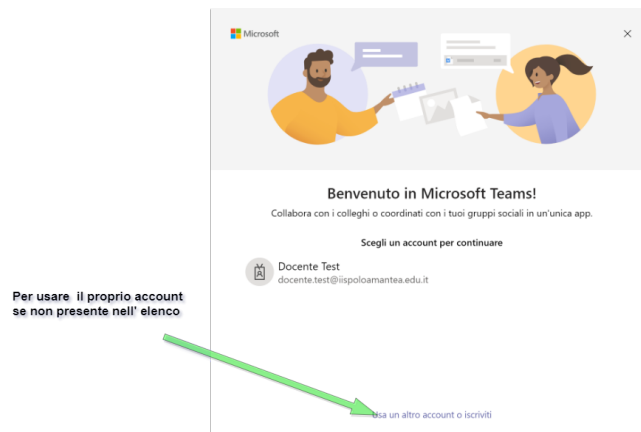 Microsoft
Benvenuto in Microsoft Teams!
Collabora con i colleghi o coordinati con i tuoi gruppi sociali in un'unica app.
Scegli un account per continuare
Docente Test
docente.test@iispoloamantea.edu.it
Per usare il proprio account
se non presente nell' elenco
Usa un altro account o iscriviti